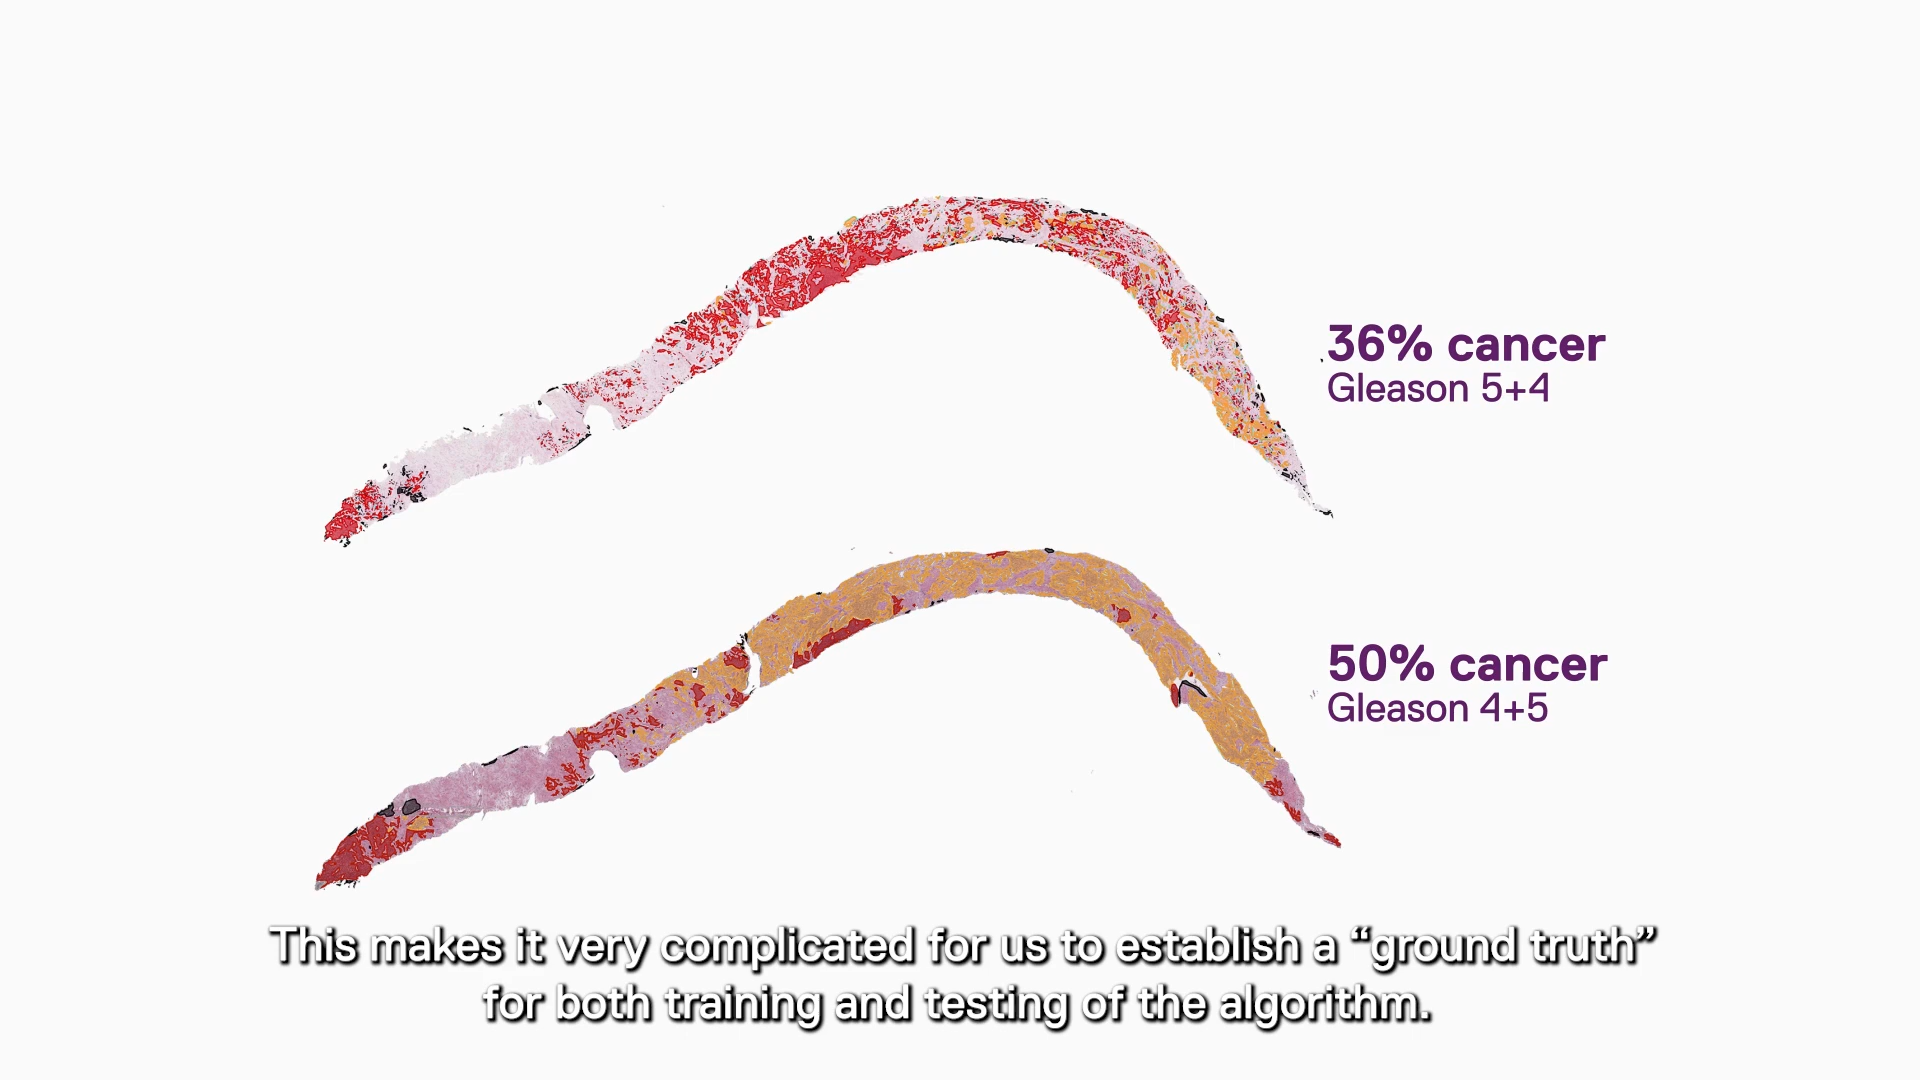 36% cancer
Gleason 5+4
50% cancer
Gleason 4+5
This makes it very complicated for us to establish a “ground truth”
for both training and testing of the algorithm.